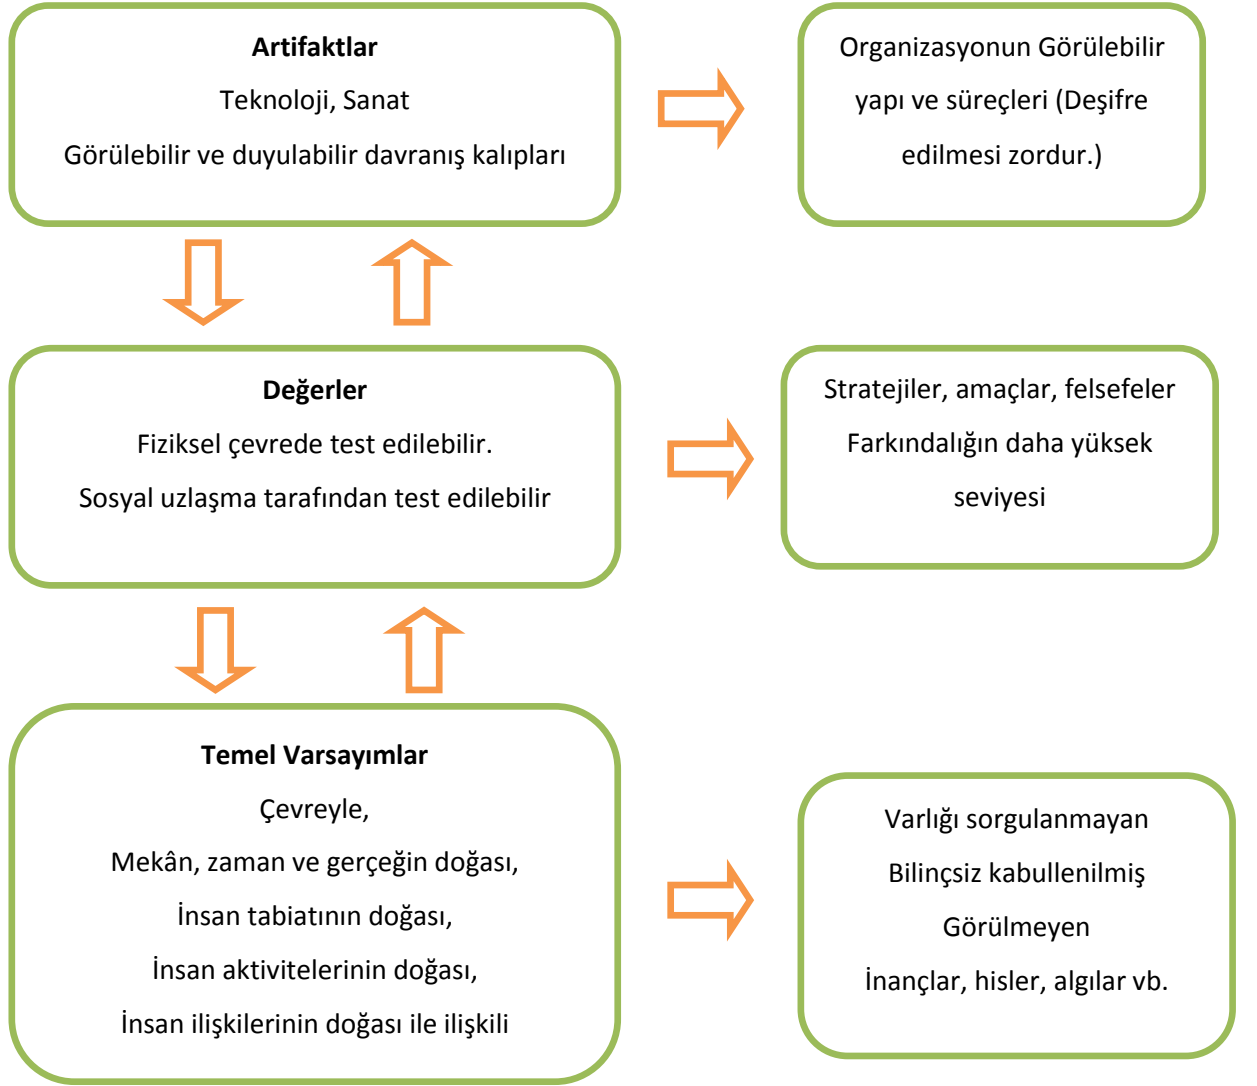 Artifaktlar
Teknoloji, Sanat
Görülebilir ve duyulabilir davranış kalıpları
Organizasyonun Görülebilir
yapı ve süreçleri (Deşifre
edilmesi zordur.)
Değerler
Fiziksel çevrede test edilebilir.
Sosyal uzlaşma tarafından test edilebilir
Stratejiler, amaçlar, felsefeler
Farkındalığın daha yüksek
seviyesi
Temel Varsayımlar
Çevreyle,
Mekân, zaman ve gerçeğin doğası,
İnsan tabiatının doğası,
İnsan aktivitelerinin doğası,
İnsan ilişkilerinin doğası ile ilişkili
Varlığı sorgulanmayan
Bilinçsiz kabullenilmiş
Görülmeyen
İnançlar, hisler, algılar vb.